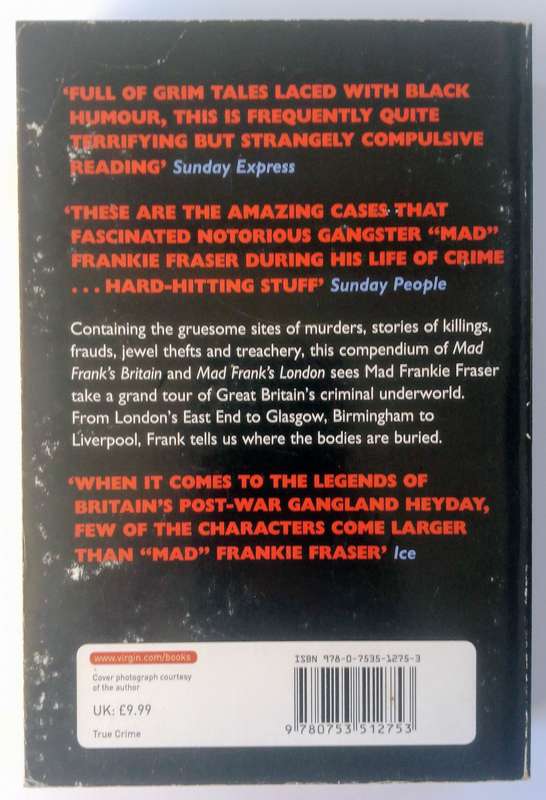 ‘FULL OF GRIM TALES LACED WITH BLACK
HUMOUR, THIS IS FREQUENTLY QUITE
TERRIFYING BUT STRANGELY COMPULSIVE
READING’ Sunday Express
‘THESE ARE THE AMAZING CASES THAT
FASCINATED NOTORIOUS GANGSTER “MAD”
FRANKIE FRASER DURING HIS LIFE OF CRIME
. . . HARD-HITTING STUFF’ Sunday People
Containing the gruesome sites of murders, stories of killings,
frauds, jewel thefts and treachery, this compendium of Mad
Frank’s Britain and Mad Frank’s London sees Mad Frankie Fraser
take a grand tour of Great Britain’s criminal underworld.
From London’s East End to Glasgow, Birmingham to
Liverpool, Frank tells us where the bodies are buried.
‘WHEN IT COMES TO THE LEGENDS OF
BRITAIN’S POST-WAR GANGLAND HEYDAY,
FEW OF THE CHARACTERS COME LARGER
THAN “MAD” FRANKIE FRASER’ Ice
www.virgin.com/books
Cover photograph courtesy
of the author
UK: £9.99
True Crime
ISBN 978-0-7535-1275-3
9 780753 512753